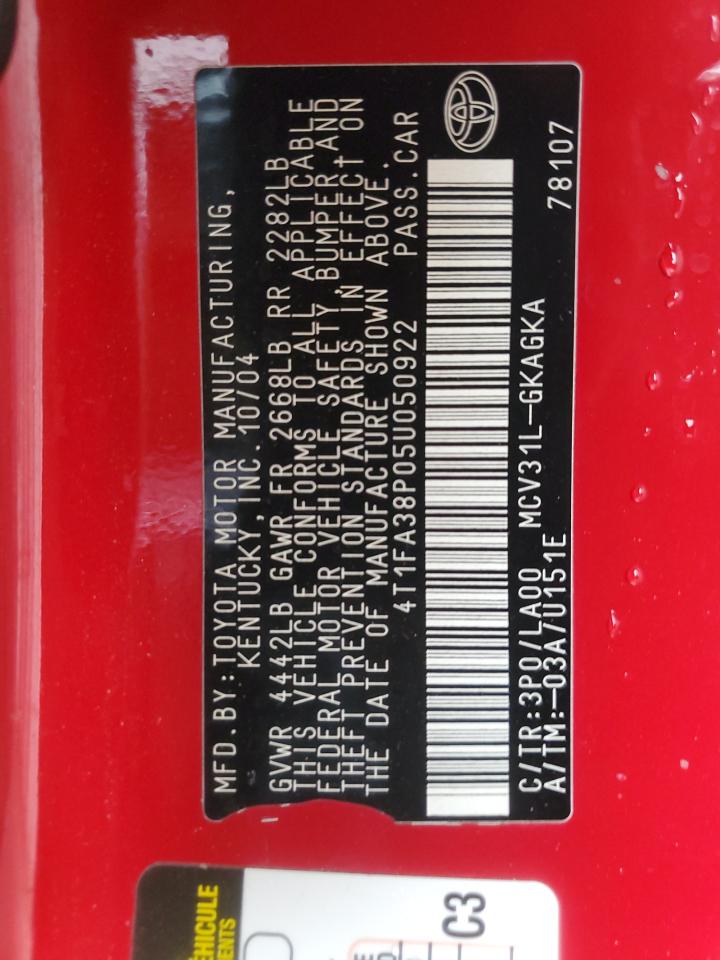 MFD.BY:TOYOTA MOTOR MANUFACTURING,
KENTUCKY, INC. 10/04
GVWR 4442LB GAWR FR 2668LB RR 2282LB
THIS VEHICLE CONFORMS TO ALL APPLICABLE
FEDERAL MOTOR VEHICLE SAFETY,BUMPER,AND
THEFT PREVENTION STANDARDS IN EFFECT ON
THE DATE OF MANUFACTURE SHOWN ABOVE.
4T1FA38P05U050922 PASS.CAR
C/TR:3P0/LA00 MCV31L-GKAGKA
A/TM:-03A/U151E 78107
C3